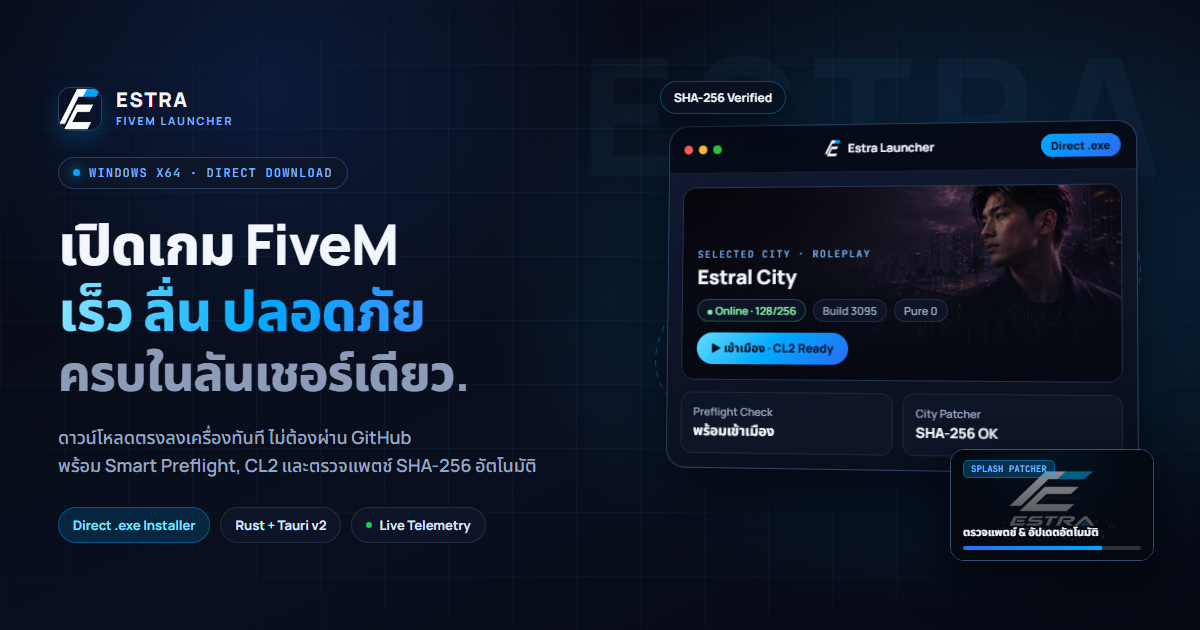 ESTRA
ESTRA
FIVEM LAUNCHER
WINDOWS X64 · DIRECT DOWNLOAD
เปิดเกม FiveM
เร็ว ลื่น ปลอดภัย
ครบในลันเชอร์เดียว.
ดาวน์โหลดตรงลงเครื่องทันที ไม่ต้องผ่าน GitHub
พร้อม Smart Preflight, CL2 และตรวจแพตช์ SHA-256 อัตโนมัติ
Direct .exe Installer
Rust + Tauri v2
Live Telemetry
SHA-256 Verified
Estra Launcher
Direct .exe
SELECTED CITY · ROLEPLAY
Estral City
Online · 128/256
Build 3095
Pure 0
▶ เข้าเมือง · CL2 Ready
Preflight Check
พร้อมเข้าเมือง
City Patcher
SHA-256 OK
SPLASH PATCHER
ESTRA
ตรวจแพตช์ & อัปเดตอัตโนมัติ